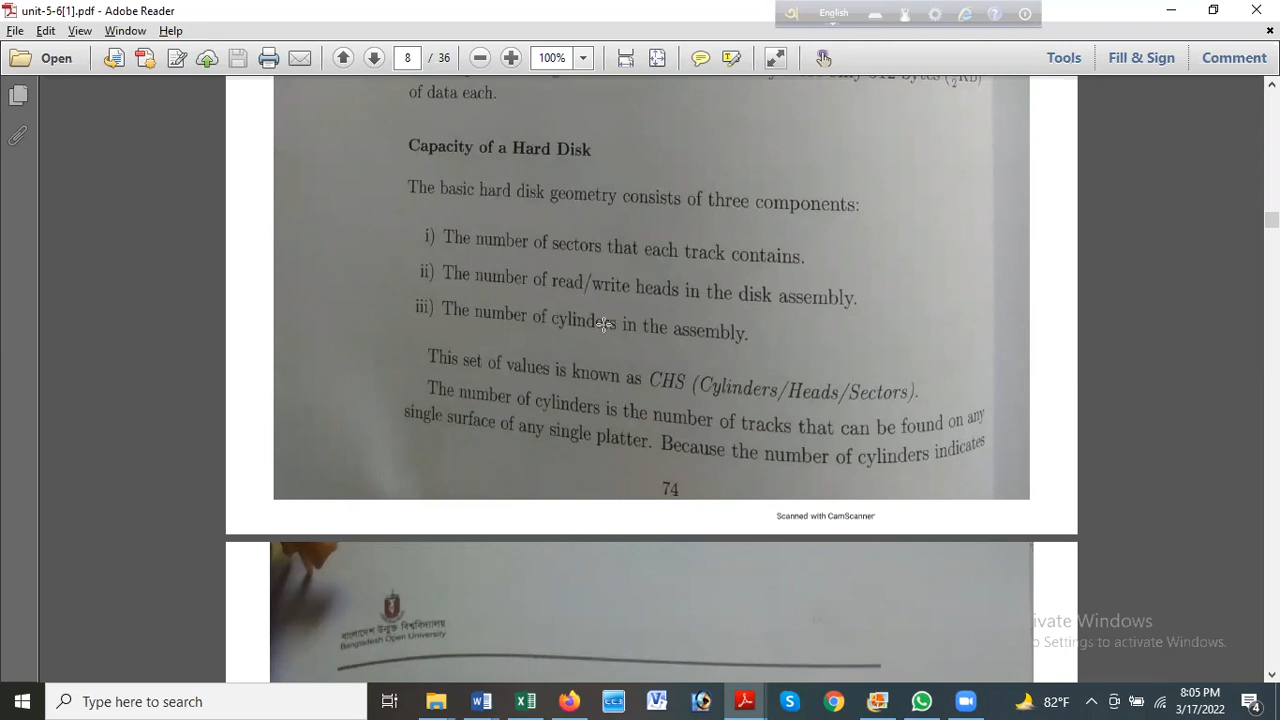 unit-5-6[1].pdf - Adobe Reader
English
File Edit View Window Help
Open
8 / 36
100%
Tools
Fill & Sign
Comment
512 bytes
of data each.
Capacity of a Hard Disk
The basic hard disk geometry consists of three components:
i) The number of sectors that each track contains.
ii) The number of read/write heads in the disk assembly.
iii) The number of cylinders in the assembly.
This set of values is known as CHS (Cylinders/Heads/Sectors).
The number of cylinders is the number of tracks that can be found on any
single surface of any single platter. Because the number of cylinders indicates
74
Scanned with CamScanner
বাংলাদেশ উন্মুক্ত বিশ্ববিদ্যালয়
Bangladesh Open University
ivate Windows
o Settings to activate Windows.
Type here to search
82°F
8:05 PM
3/17/2022
4